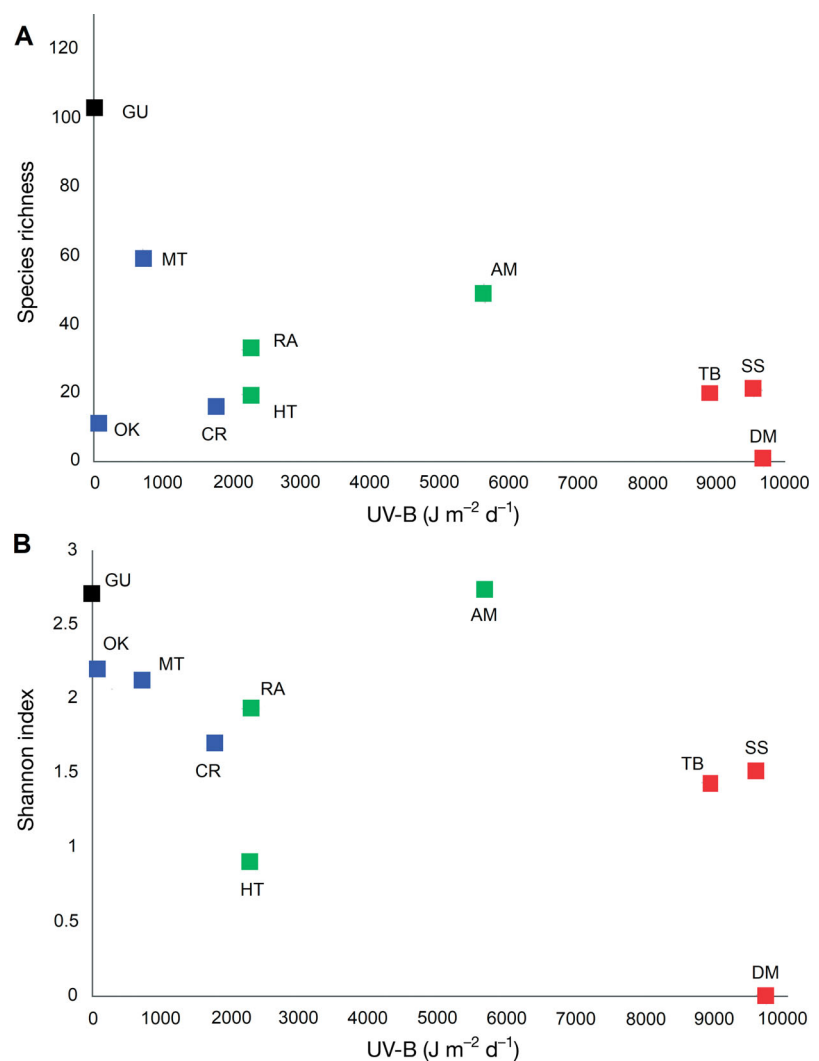 A
120
100
80
60
40
20
0
Species richness
GU
MT
AM
RA
TB SS
HT
OK
CR
DM
0 1000 2000 3000 4000 5000 6000 7000 8000 9000 10000
UV-B (J m⁻² d⁻¹)
B
3
2.5
2
1.5
1
0.5
0
Shannon index
GU
AM
OK
MT
RA
CR
TB SS
HT
DM
0 1000 2000 3000 4000 5000 6000 7000 8000 9000 10000
UV-B (J m⁻² d⁻¹)